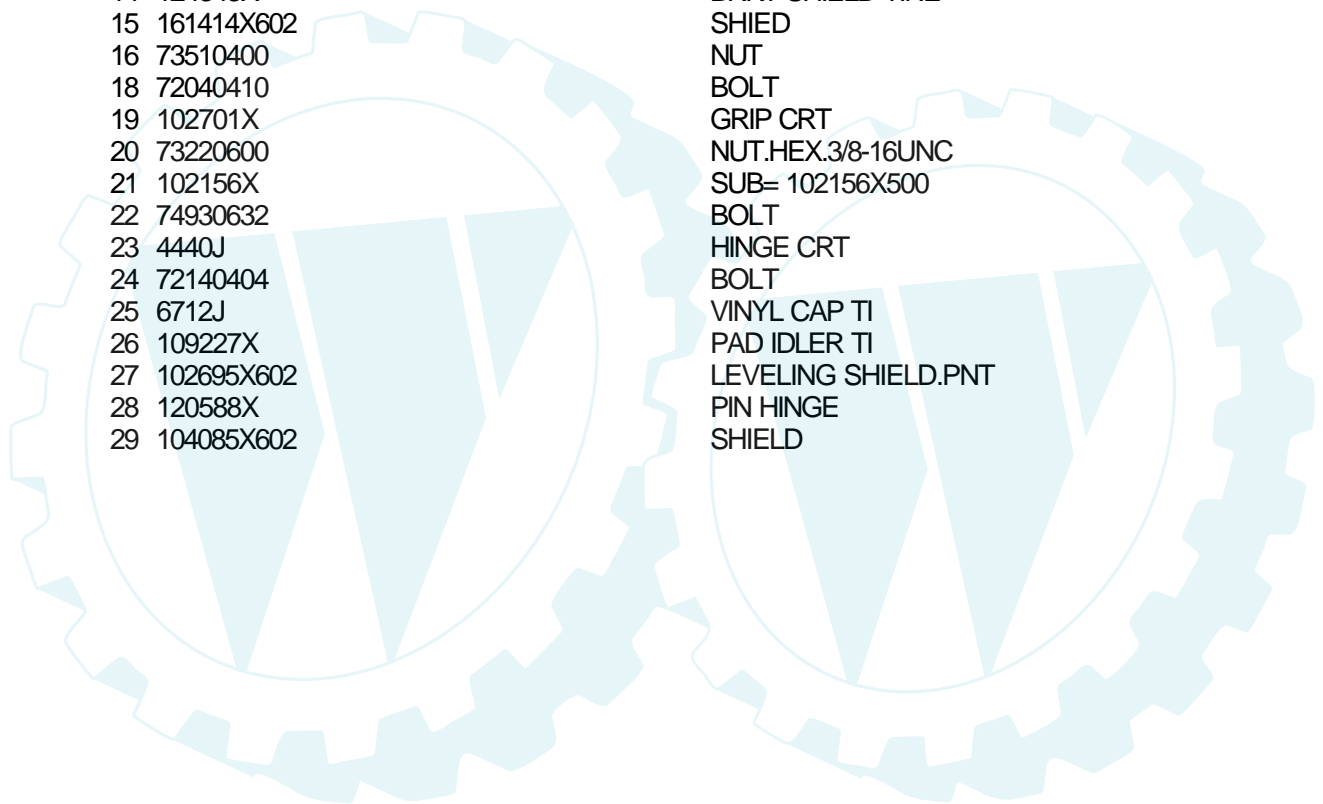 15 161414X602 SHIED
16 73510400 NUT
18 72040410 BOLT
19 102701X GRIP CRT
20 73220600 NUT.HEX.3/8-16UNC
21 102156X SUB= 102156X500
22 74930632 BOLT
23 4440J HINGE CRT
24 72140404 BOLT
25 6712J VINYL CAP TI
26 109227X PAD IDLER TI
27 102695X602 LEVELING SHIELD.PNT
28 120588X PIN HINGE
29 104085X602 SHIELD